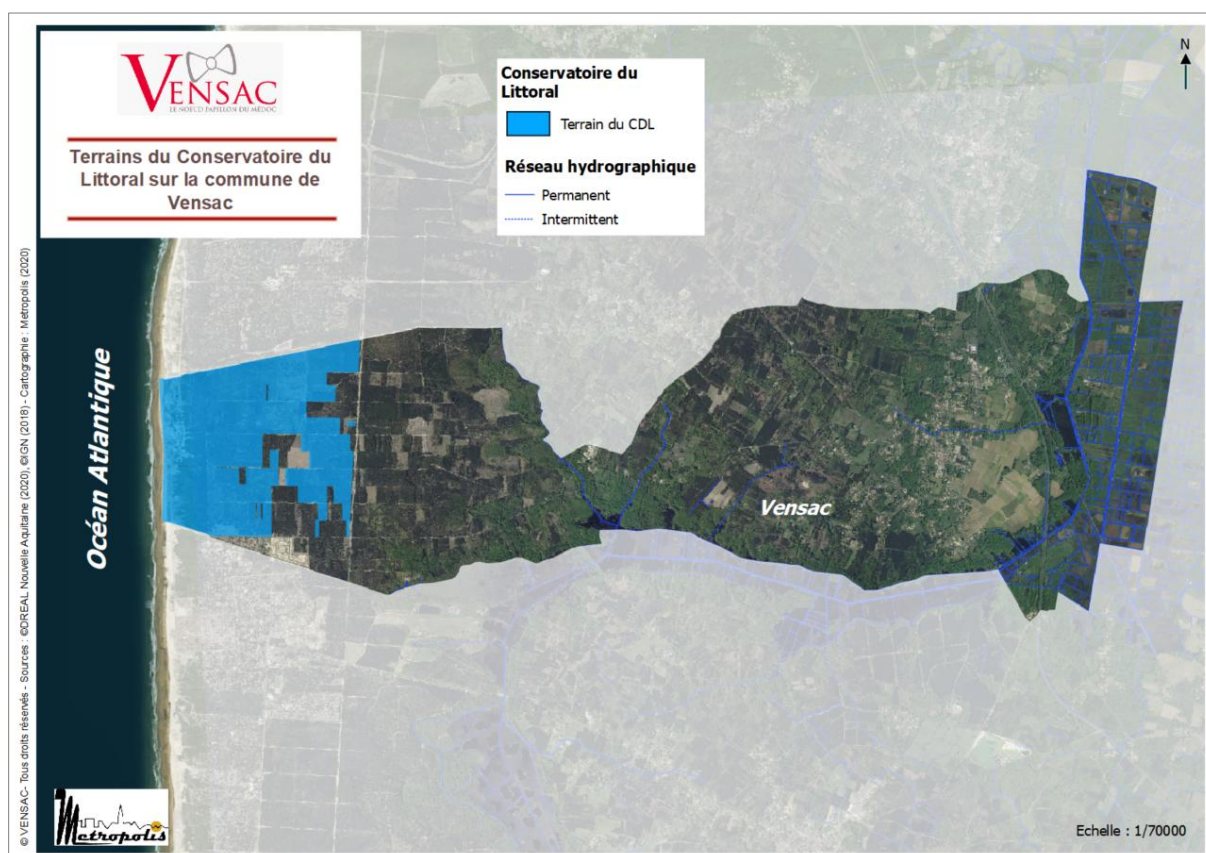 VENSAC
LE NOEUD PAPILLON DU MÉDOC
Terrains du Conservatoire du
Littoral sur la commune de
Vensac
Conservatoire du
Littoral
Terrain du CDL
Réseau hydrographique
Permanent
Intermittent
N
Océan Atlantique
Vensac
© VENSAC- Tous droits réservés - Sources : ©DREAL Nouvelle Aquitaine (2020), ©IGN (2018) - Cartographie : Metropolis (2020)
Metropolis
Echelle : 1/70000